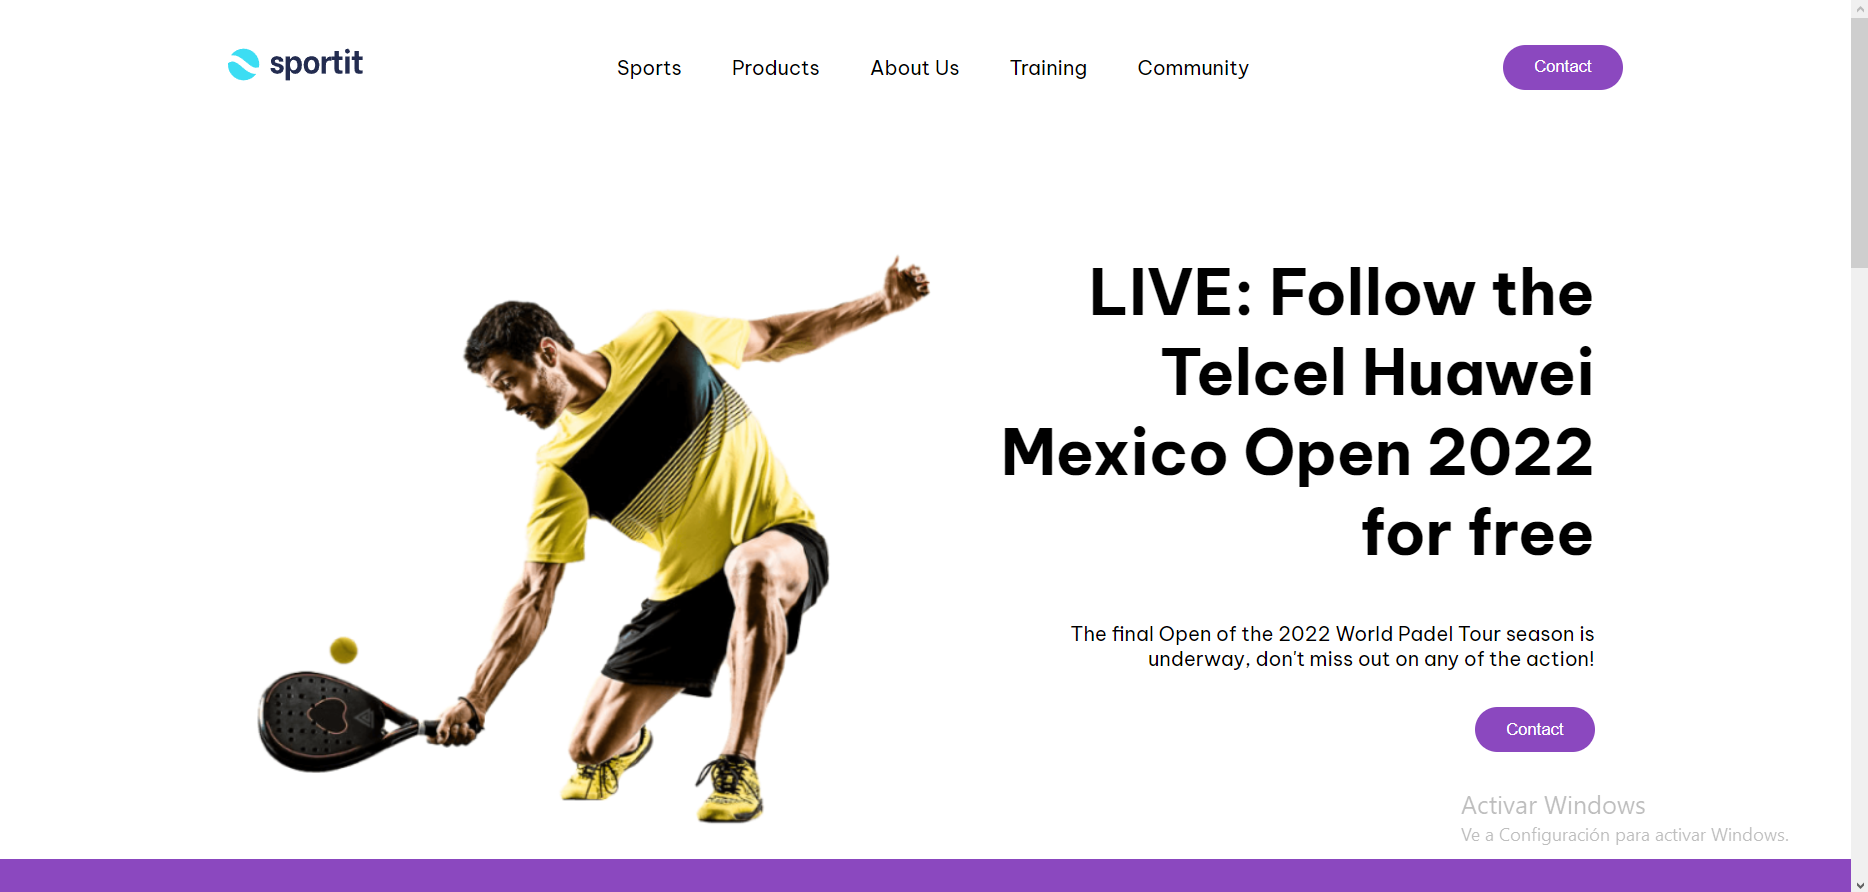 sportit
Sports
Products
About Us
Training
Community
Contact
LIVE: Follow the
Telcel Huawei
Mexico Open 2022
for free
The final Open of the 2022 World Padel Tour season is
underway, don't miss out on any of the action!
Contact
Activar Windows
Ve a Configuración para activar Windows.